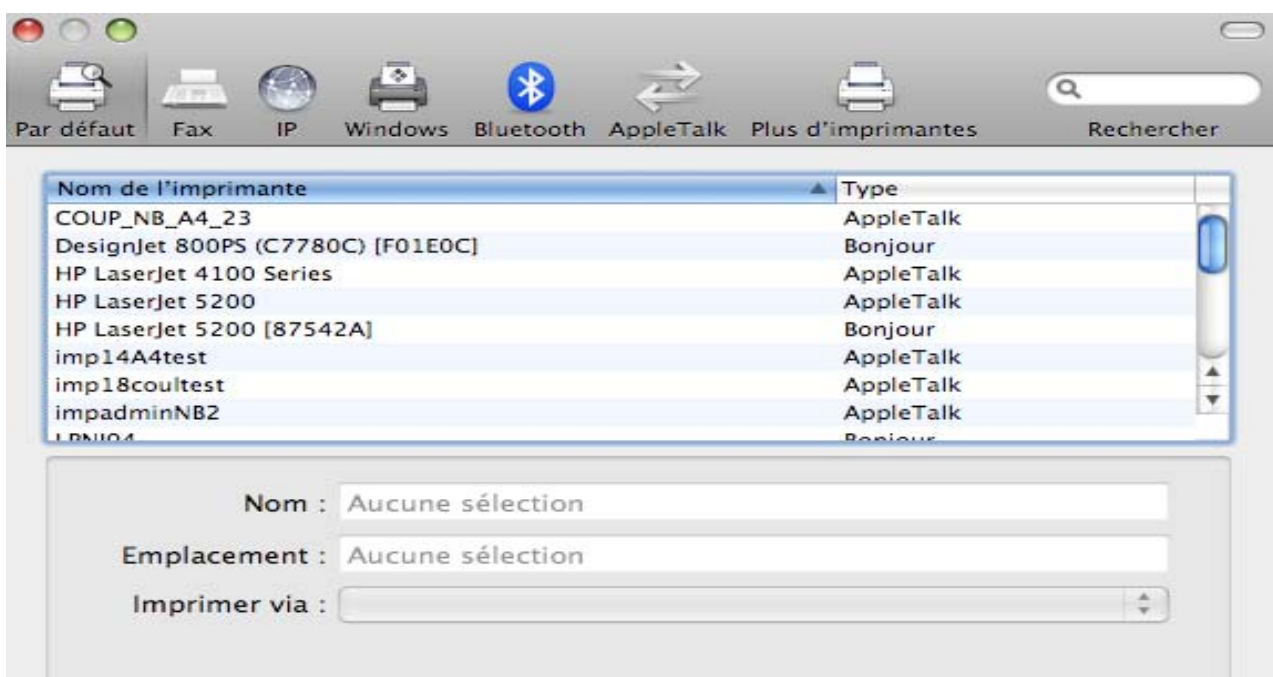 Par défaut Fax IP Windows Bluetooth AppleTalk Plus d'imprimantes Rechercher
Nom de l'imprimante Type
COUP_NB_A4_23 AppleTalk
DesignJet 800PS (C7780C) [F01E0C] Bonjour
HP LaserJet 4100 Series AppleTalk
HP LaserJet 5200 AppleTalk
HP LaserJet 5200 [87542A] Bonjour
imp14A4test AppleTalk
imp18coultest AppleTalk
impadminNB2 AppleTalk
Bonjour
Nom : Aucune sélection
Emplacement : Aucune sélection
Imprimer via :